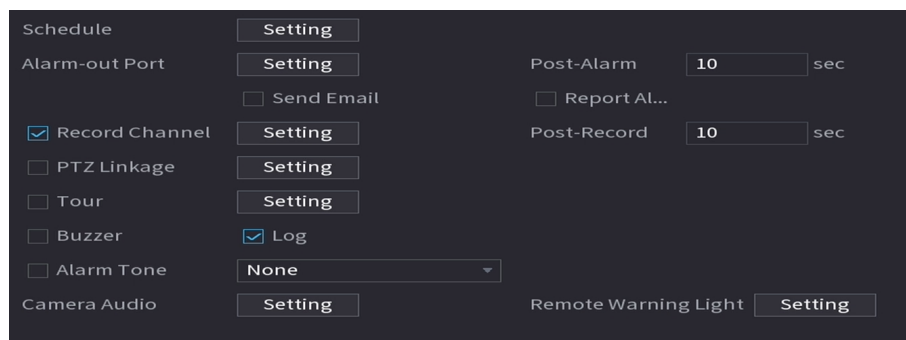 Schedule Setting
Alarm-out Port Setting Post-Alarm 10 sec
Send Email Report Al...
Record Channel Setting Post-Record 10 sec
PTZ Linkage Setting
Tour Setting
Buzzer Log
Alarm Tone None
Camera Audio Setting Remote Warning Light Setting